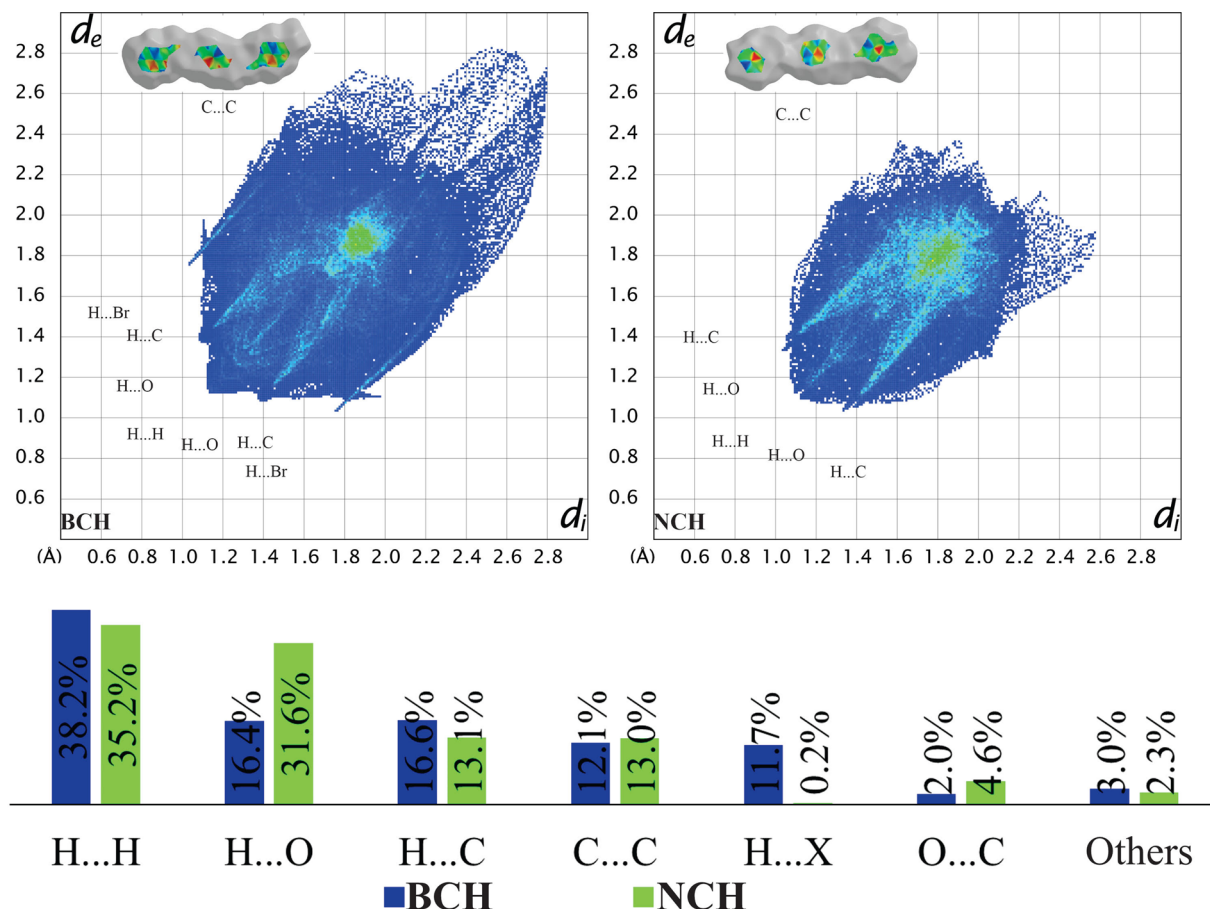 d_e
2.8
2.6
2.4
2.2
2.0
1.8
1.6
1.4
1.2
1.0
0.8
0.6
C...C
H...Br
H...C
H...O
H...H
H...O
H...C
H...Br
BCH
d_i
(Å) 0.6 0.8 1.0 1.2 1.4 1.6 1.8 2.0 2.2 2.4 2.6 2.8
d_e
2.8
2.6
2.4
2.2
2.0
1.8
1.6
1.4
1.2
1.0
0.8
0.6
C...C
H...C
H...O
H...H
H...O
H...C
NCH
d_i
(Å) 0.6 0.8 1.0 1.2 1.4 1.6 1.8 2.0 2.2 2.4 2.6 2.8
38.2% 35.2% 16.4% 31.6% 16.6% 13.1% 12.1% 13.0% 11.7% 0.2% 2.0% 4.6% 3.0% 2.3%
H...H H...O H...C C...C H...X O...C Others
BCH NCH